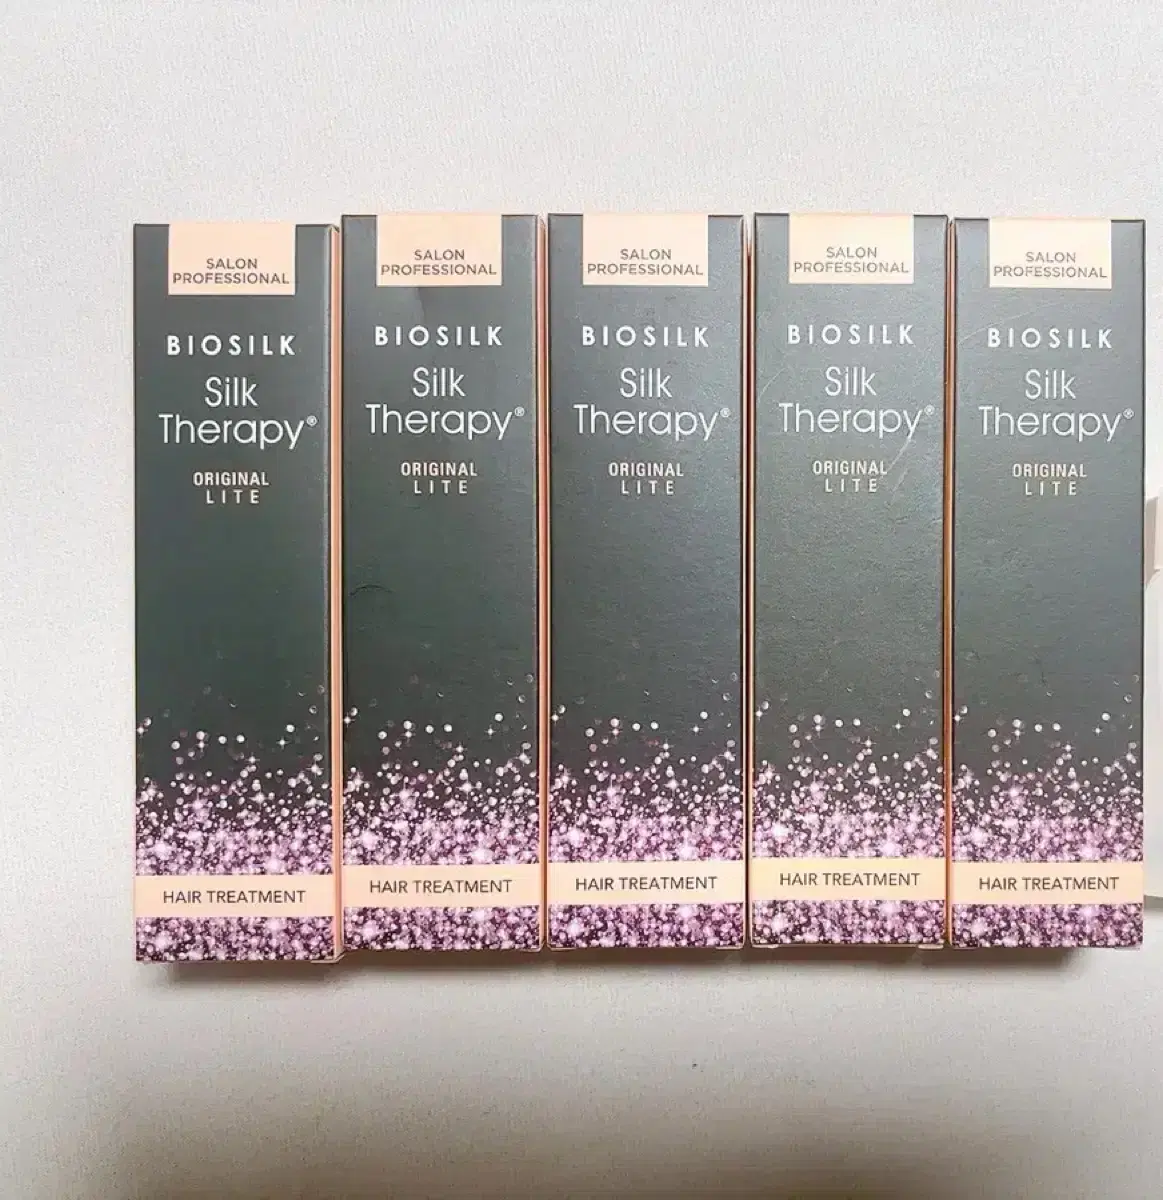 SALON
PROFESSIONAL
BIOSILK
Silk
Therapy®
ORIGINAL
LITE
HAIR TREATMENT
SALON
PROFESSIONAL
BIOSILK
Silk
Therapy®
ORIGINAL
LITE
HAIR TREATMENT
SALON
PROFESSIONAL
BIOSILK
Silk
Therapy®
ORIGINAL
LITE
HAIR TREATMENT
SALON
PROFESSIONAL
BIOSILK
Silk
Therapy®
ORIGINAL
LITE
HAIR TREATMENT
SALON
PROFESSIONAL
BIOSILK
Silk
Therapy®
ORIGINAL
LITE
HAIR TREATMENT